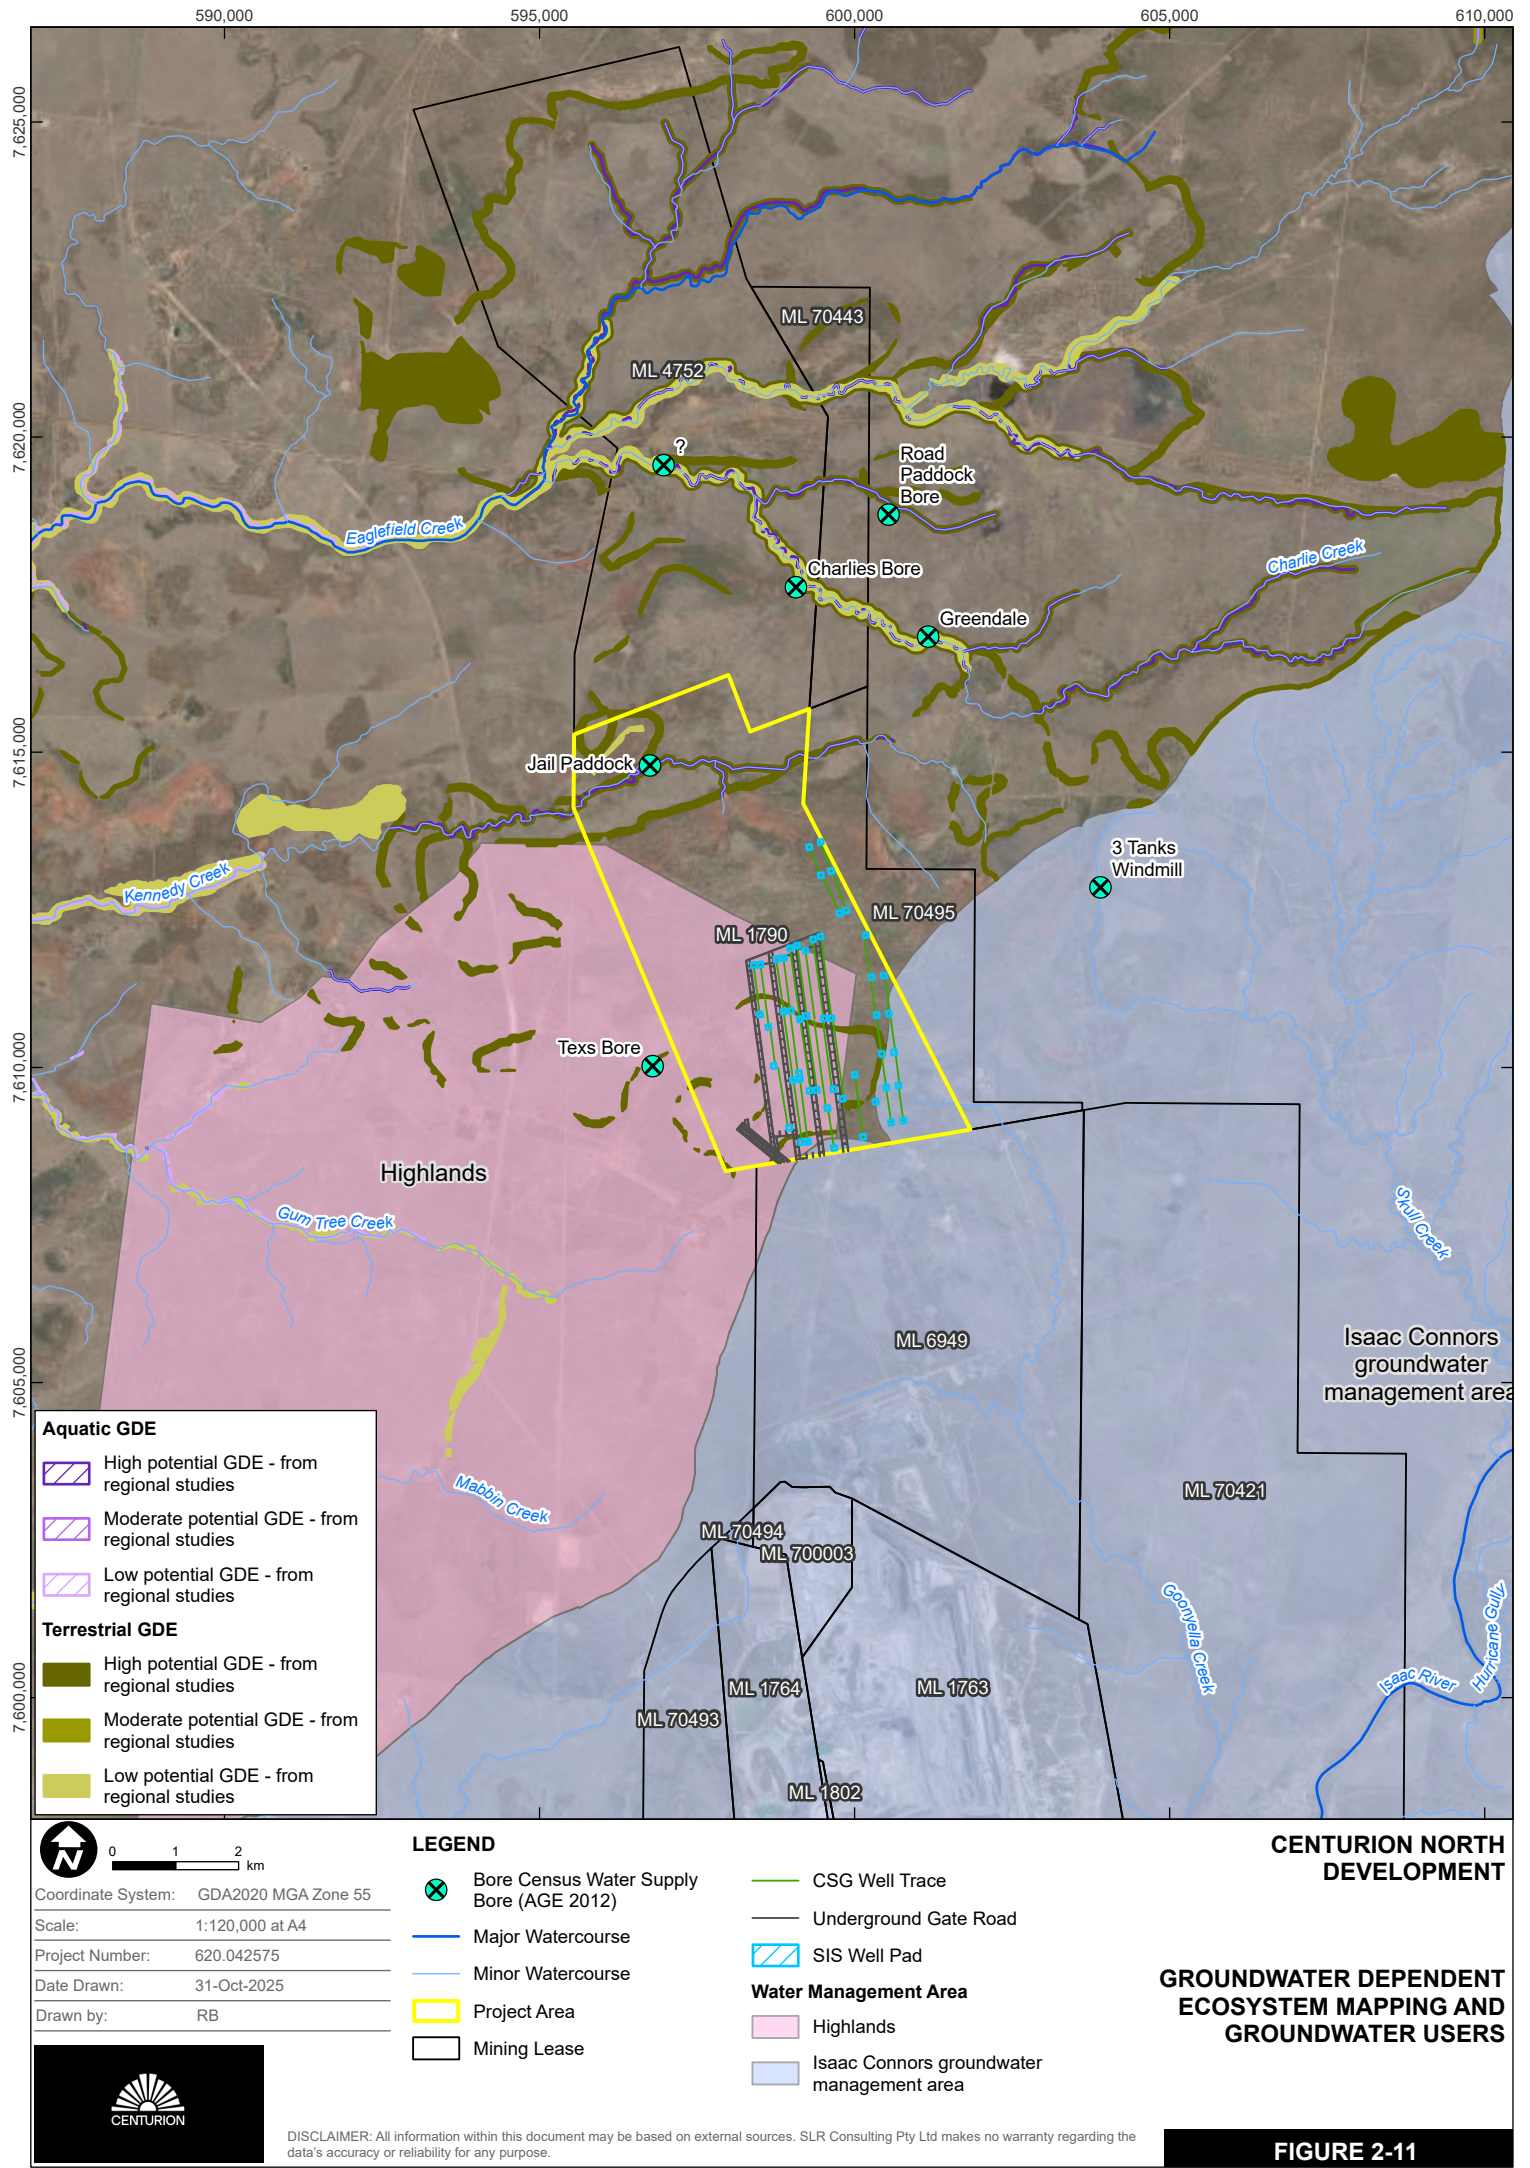 590,000
595,000
600,000
605,000
610,000
7,625,000
7,620,000
7,615,000
7,610,000
7,605,000
7,600,000
ML 70443
ML 4752
?
Road
Paddock
Bore
Eaglefield Creek
Charlies Bore
Charlie Creek
Greendale
Jail Paddock
3 Tanks
Windmill
Kennedy Creek
ML 70495
ML 1790
Texs Bore
Highlands
Gum Tree Creek
Skull Creek
ML 6949
Isaac Connors
groundwater
management area
Mabbin Creek
ML 70421
ML 70494
ML 700003
Goonyella Creek
Hurricane Gully
Isaac River
ML 1764
ML 1763
ML 70493
ML 1802
Aquatic GDE
High potential GDE - from
regional studies
Moderate potential GDE - from
regional studies
Low potential GDE - from
regional studies
Terrestrial GDE
High potential GDE - from
regional studies
Moderate potential GDE - from
regional studies
Low potential GDE - from
regional studies
N
0 1 2
km
Coordinate System: GDA2020 MGA Zone 55
Scale: 1:120,000 at A4
Project Number: 620.042575
Date Drawn: 31-Oct-2025
Drawn by: RB
CENTURION
LEGEND
Bore Census Water Supply
Bore (AGE 2012)
Major Watercourse
Minor Watercourse
Project Area
Mining Lease
CSG Well Trace
Underground Gate Road
SIS Well Pad
Water Management Area
Highlands
Isaac Connors groundwater
management area
CENTURION NORTH
DEVELOPMENT
GROUNDWATER DEPENDENT
ECOSYSTEM MAPPING AND
GROUNDWATER USERS
DISCLAIMER: All information within this document may be based on external sources. SLR Consulting Pty Ltd makes no warranty regarding the
data's accuracy or reliability for any purpose.
FIGURE 2-11